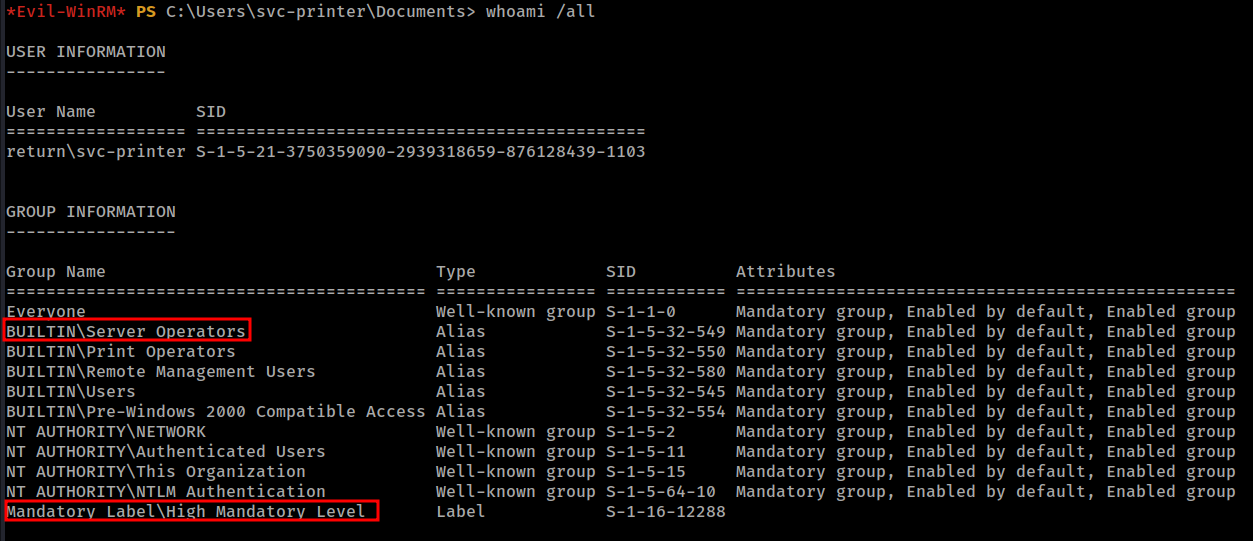 *Evil-WinRM* PS C:\Users\svc-printer\Documents> whoami /all
USER INFORMATION
----------------
User Name          SID
================== =============================================
return\svc-printer S-1-5-21-3750359090-2939318659-876128439-1103
GROUP INFORMATION
-----------------
Group Name                                 Type             SID          Attributes
========================================== ================ ============ ==================================================
Everyone                                   Well-known group S-1-1-0      Mandatory group, Enabled by default, Enabled group
BUILTIN\Server Operators                   Alias            S-1-5-32-549 Mandatory group, Enabled by default, Enabled group
BUILTIN\Print Operators                    Alias            S-1-5-32-550 Mandatory group, Enabled by default, Enabled group
BUILTIN\Remote Management Users            Alias            S-1-5-32-580 Mandatory group, Enabled by default, Enabled group
BUILTIN\Users                              Alias            S-1-5-32-545 Mandatory group, Enabled by default, Enabled group
BUILTIN\Pre-Windows 2000 Compatible Access Alias            S-1-5-32-554 Mandatory group, Enabled by default, Enabled group
NT AUTHORITY\NETWORK                       Well-known group S-1-5-2      Mandatory group, Enabled by default, Enabled group
NT AUTHORITY\Authenticated Users           Well-known group S-1-5-11     Mandatory group, Enabled by default, Enabled group
NT AUTHORITY\This Organization             Well-known group S-1-5-15     Mandatory group, Enabled by default, Enabled group
NT AUTHORITY\NTLM Authentication           Well-known group S-1-5-64-10  Mandatory group, Enabled by default, Enabled group
Mandatory Label\High Mandatory Level       Label            S-1-16-12288